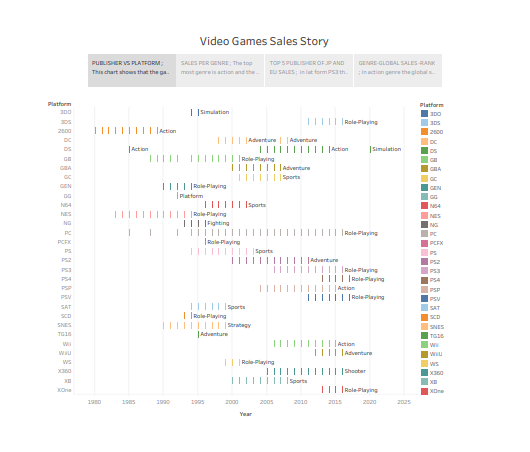 Video Games Sales Story
PUBLISHER VS PLATFORM ;
This chart shows that the ga..
SALES PER GENRE ; The top
most genre is action and the...
TOP 5 PUBLISHER OF JP AND
EU SALES ; in lat form PS3 th..
GENRE-GLOBAL SALES -RANK
; In action genre the global s..
Platform
3DO Simulation
3DS Role-Playing
2600 Action
DC Adventure Adventure
DS Action Action Simulation
GB Role-Playing
GBA Adventure
GC Sports
GEN Role-Playing
GG Platform
N64 Sports
NES Role-Playing
NG Fighting
PC Role-Playing
PCFX Role-Playing
PS Sports
PS2 Adventure
PS3 Role-Playing
PS4 Role-Playing
PSP Action
PSV Role-Playing
SAT Sports
SCD Role-Playing
SNES Strategy
TG16 Adventure
Wii Action
WiiU Adventure
WS Role-Playing
X360 Shooter
XB Sports
XOne Role-Playing
1980 1985 1990 1995 2000 2005 2010 2015 2020 2025
Year
Platform
3DO
3DS
2600
DC
DS
GB
GBA
GC
GEN
GG
N64
NES
NG
PC
PCFX
PS
PS2
PS3
PS4
PSP
PSV
SAT
SCD
SNES
TG16
Wii
WiiU
WS
X360
XB
XOne